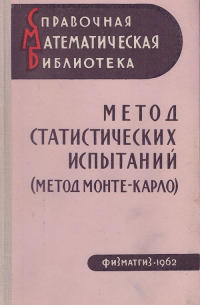 СПРАВОЧНАЯ
МАТЕМАТИЧЕСКАЯ
БИБЛИОТЕКА
МЕТОД
СТАТИСТИЧЕСКИХ
ИСПЫТАНИЙ
(МЕТОД МОНТЕ-КАРЛО)
ФИЗМАТГИЗ·1962